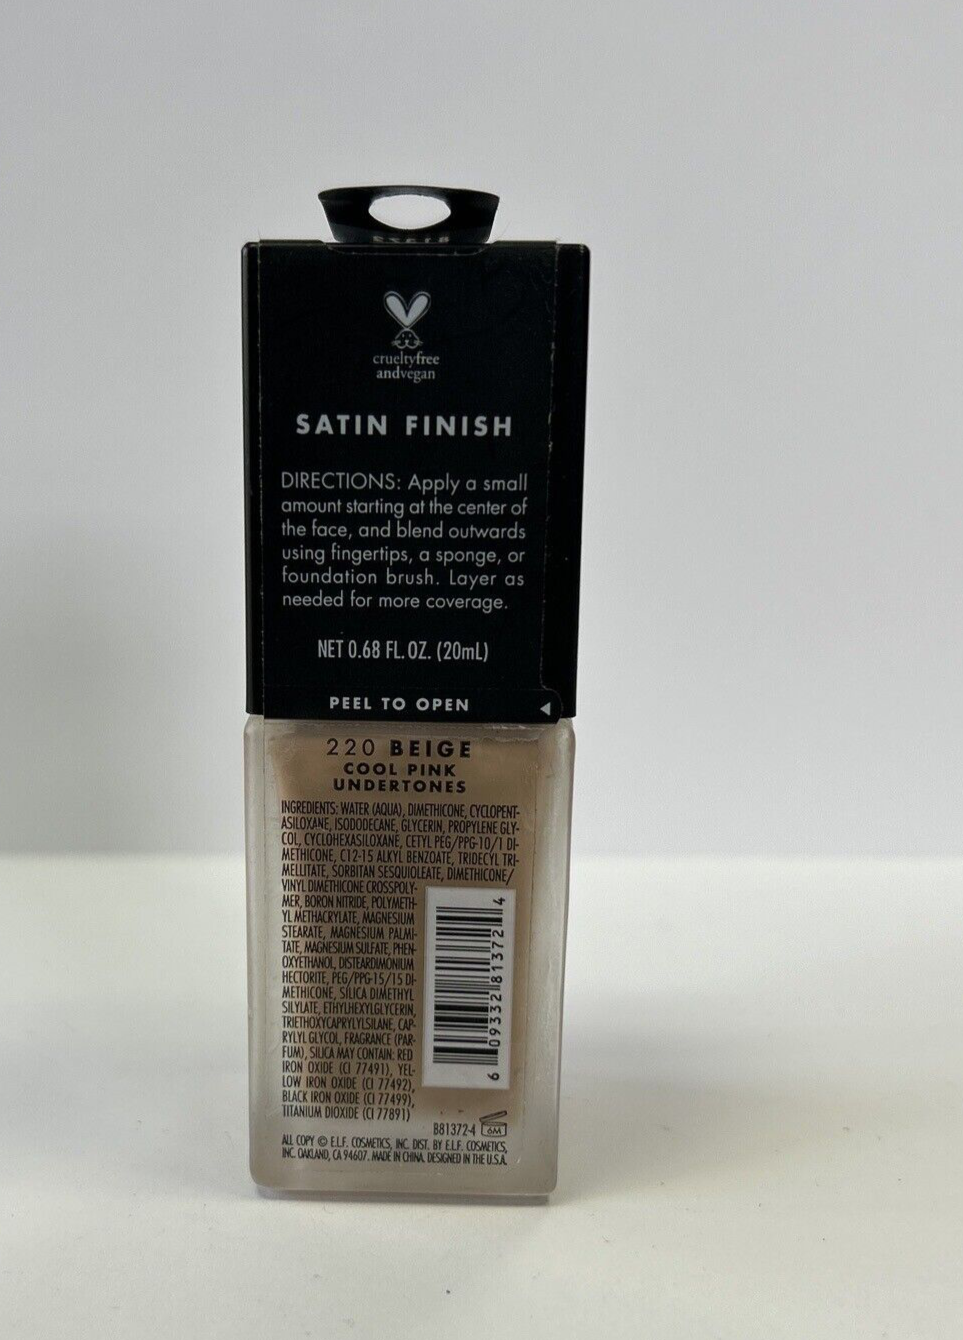 crueltyfree
andvegan
SATIN FINISH
DIRECTIONS: Apply a small
amount starting at the center of
the face, and blend outwards
using fingertips, a sponge, or
foundation brush. Layer as
needed for more coverage.
NET 0.68 FL. OZ. (20mL)
PEEL TO OPEN
220 BEIGE
COOL PINK
UNDERTONES
INGREDIENTS: WATER (AQUA), DIMETHICONE, CYCLOPENT-
ASILOXANE, ISODODECANE, GLYCERIN, PROPYLENE GLY-
COL, CYCLOHEXASILOXANE, CETYL PEG/PPG-10/1 DI-
METHICONE, C12-15 ALKYL BENZOATE, TRIDECYL TRI-
MELLITATE, SORBITAN SESQUIOLEATE, DIMETHICONE/
VINYL DIMETHICONE CROSSPOLY-
MER, BORON NITRIDE, POLYMETH-
YL METHACRYLATE, MAGNESIUM
STEARATE, MAGNESIUM PALMI-
TATE, MAGNESIUM SULFATE, PHEN-
OXYETHANOL, DISTEARDIMONIUM
HECTORITE, PEG/PPG-15/15 DI-
METHICONE, SILICA DIMETHYL
SILYLATE, ETHYLHEXYLGLYCERIN,
TRIETHOXYCAPRYLYLSILANE, CAP-
RYLYL GLYCOL, FRAGRANCE (PAR-
FUM), SILICA MAY CONTAIN: RED
IRON OXIDE (CI 77491), YEL-
LOW IRON OXIDE (CI 77492),
BLACK IRON OXIDE (CI 77499),
TITANIUM DIOXIDE (CI 77891)
6 09332 81372 4
B81372-4
6M
ALL COPY © E.L.F. COSMETICS, INC. DIST. BY E.L.F. COSMETICS,
INC. OAKLAND, CA 94607. MADE IN CHINA. DESIGNED IN THE U.S.A.